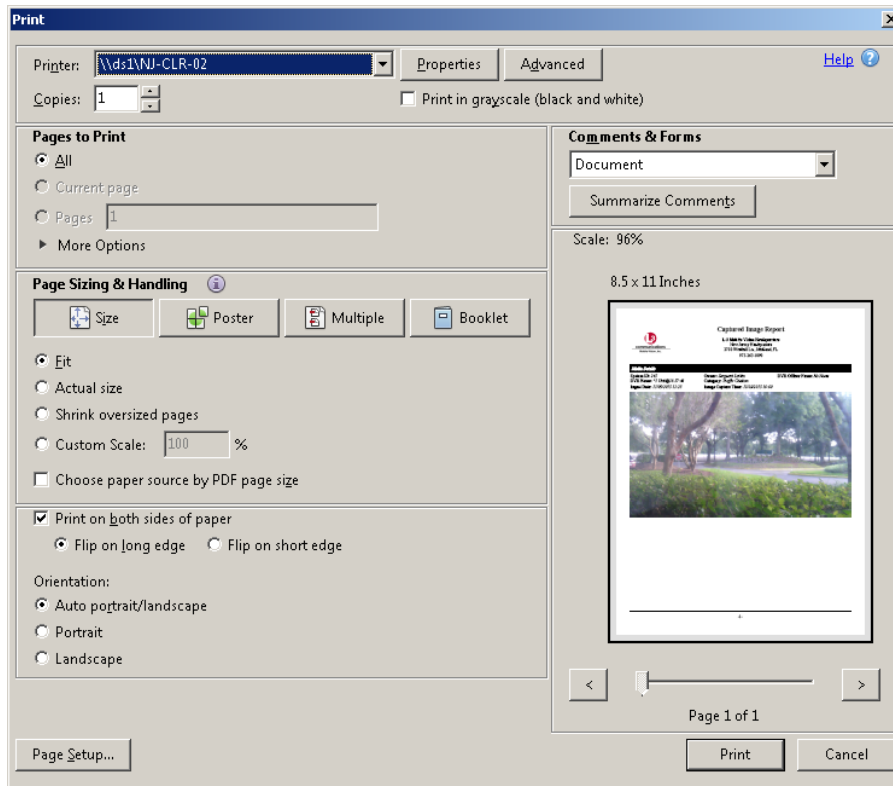 Print
Printer: \\ds1\NJ-CLR-02 Properties Advanced Help
Copies: 1 Print in grayscale (black and white)
Pages to Print
All
Current page
Pages 1
More Options
Comments & Forms
Document
Summarize Comments
Page Sizing & Handling
Size Poster Multiple Booklet
Fit
Actual size
Shrink oversized pages
Custom Scale: 100 %
Choose paper source by PDF page size
Print on both sides of paper
Flip on long edge Flip on short edge
Orientation:
Auto portrait/landscape
Portrait
Landscape
Scale: 96%
8.5 x 11 Inches
Captured Image Report
< >
Page 1 of 1
Page Setup... Print Cancel